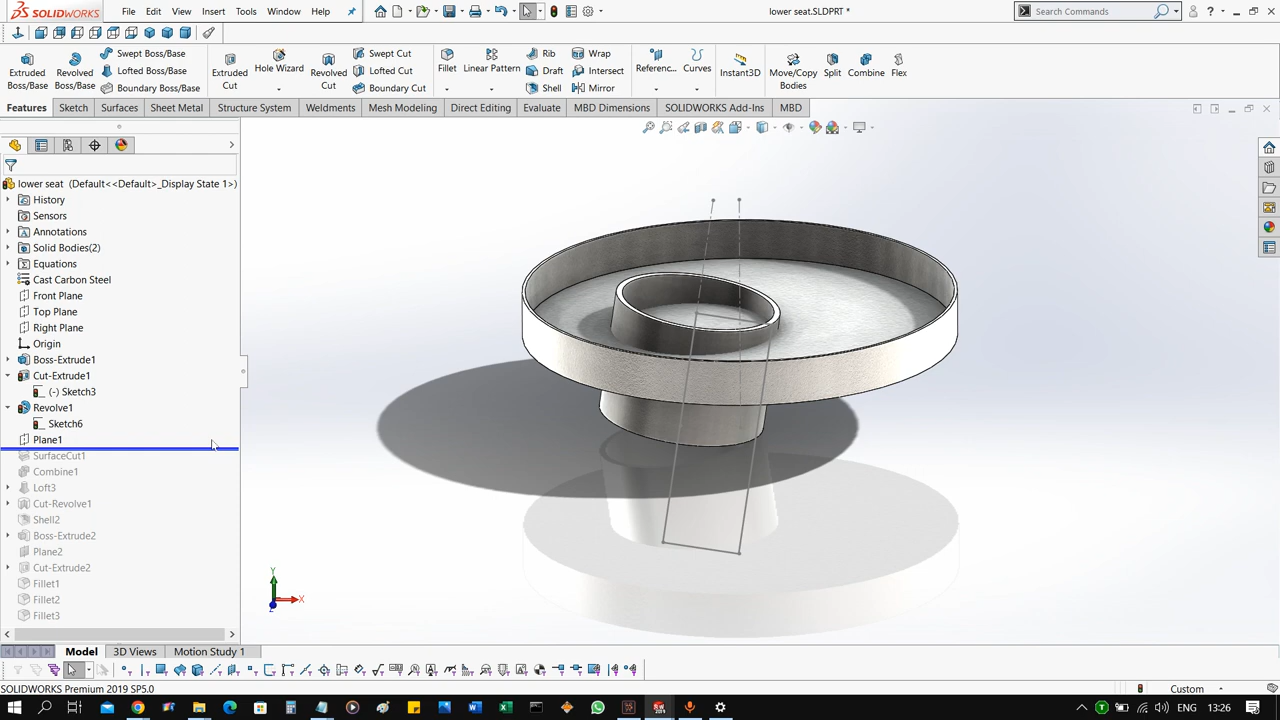 SOLIDWORKS File Edit View Insert Tools Window lower seat.SLDPRT * Search Commands
Extruded Boss/Base Revolved Boss/Base Swept Boss/Base Lofted Boss/Base Boundary Boss/Base Extruded Cut Hole Wizard Revolved Cut Swept Cut Lofted Cut Boundary Cut Fillet Linear Pattern Rib Draft Shell Wrap Intersect Mirror Referenc... Curves Instant3D Move/Copy Bodies Split Combine Flex
Features Sketch Surfaces Sheet Metal Structure System Weldments Mesh Modeling Direct Editing Evaluate MBD Dimensions SOLIDWORKS Add-Ins MBD
lower seat (Default<<Default>_Display State 1>)
History
Sensors
Annotations
Solid Bodies(2)
Equations
Cast Carbon Steel
Front Plane
Top Plane
Right Plane
Origin
Boss-Extrude1
Cut-Extrude1
(-) Sketch3
Revolve1
Sketch6
Plane1
SurfaceCut1
Combine1
Loft3
Cut-Revolve1
Shell2
Boss-Extrude2
Plane2
Cut-Extrude2
Fillet1
Fillet2
Fillet3
Y
X
Z
Model 3D Views Motion Study 1
SOLIDWORKS Premium 2019 SP5.0 Custom
ENG 13:26